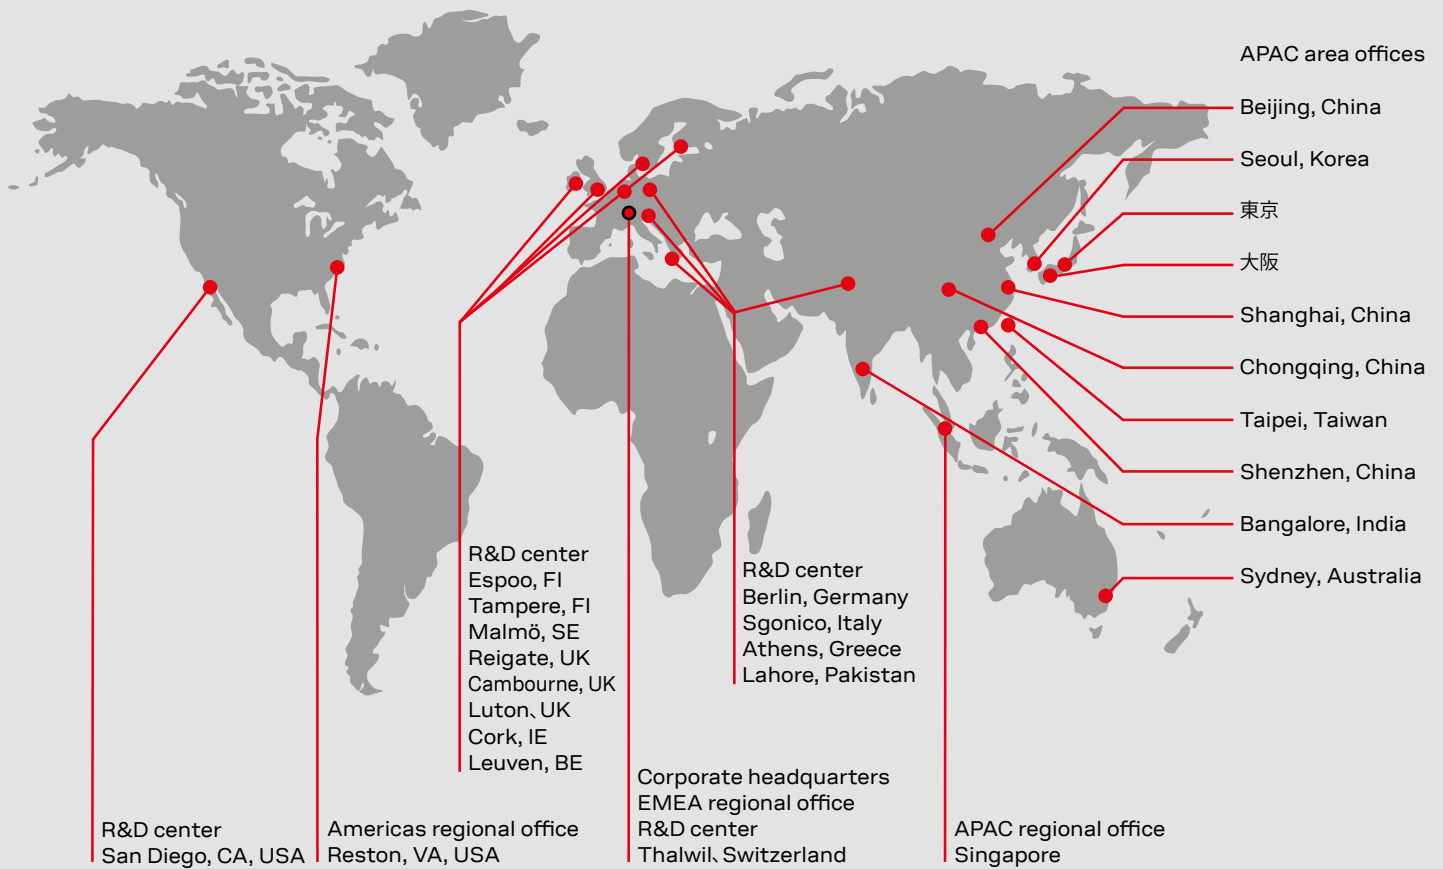 APAC area offices
Beijing, China
Seoul, Korea
東京
大阪
Shanghai, China
Chongqing, China
Taipei, Taiwan
Shenzhen, China
Bangalore, India
Sydney, Australia
R&D center
Espoo, FI
Tampere, FI
Malmö, SE
Reigate, UK
Cambourne, UK
Luton、UK
Cork, IE
Leuven, BE
R&D center
Berlin, Germany
Sgonico, Italy
Athens, Greece
Lahore, Pakistan
R&D center
San Diego, CA, USA
Americas regional office
Reston, VA, USA
Corporate headquarters
EMEA regional office
R&D center
Thalwil、Switzerland
APAC regional office
Singapore